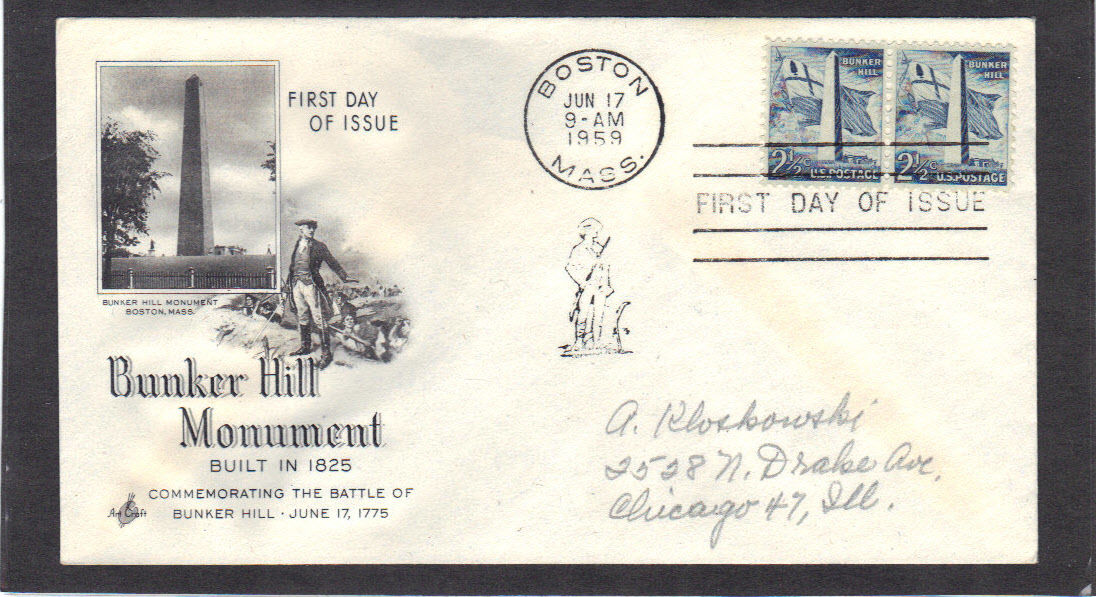 FIRST DAY
OF ISSUE
BUNKER HILL MONUMENT
BOSTON, MASS.
Bunker Hill
Monument
BUILT IN 1825
COMMEMORATING THE BATTLE OF
BUNKER HILL · JUNE 17, 1775
Art Craft
BOSTON
JUN 17
9-AM
1959
MASS.
BUNKER
HILL
2½c U.S.POSTAGE
BUNKER
HILL
2½c U.S.POSTAGE
FIRST DAY OF ISSUE
A. Kloskowski
2528 N. Drake Ave.
Chicago 47, Ill.